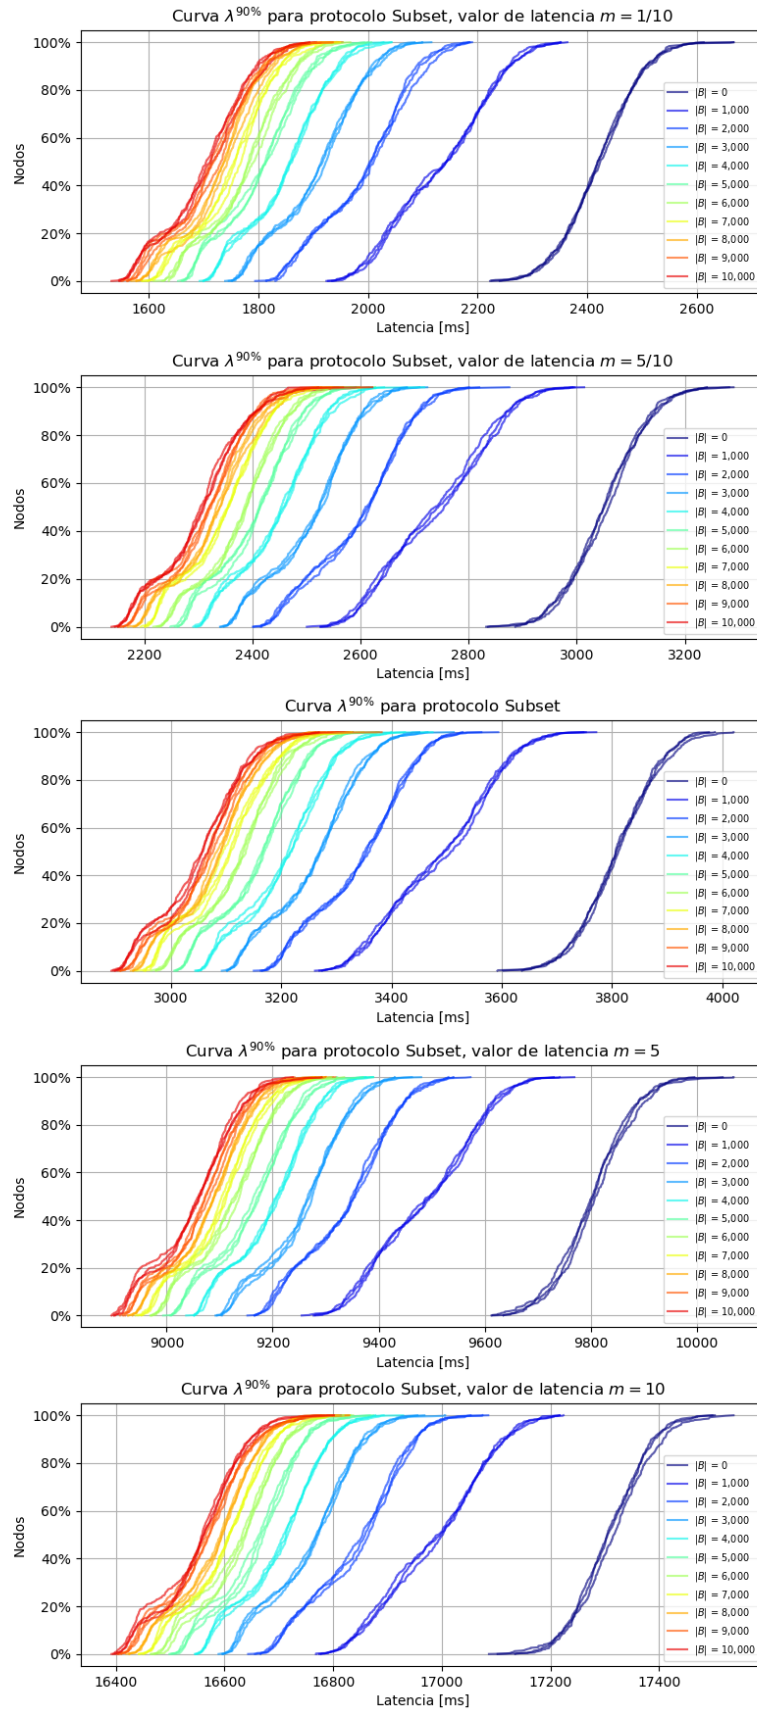 Curva λ^90% para protocolo Subset, valor de latencia m = 1/10
100%
80%
60%
40%
20%
0%
Nodos
|B| = 0
|B| = 1,000
|B| = 2,000
|B| = 3,000
|B| = 4,000
|B| = 5,000
|B| = 6,000
|B| = 7,000
|B| = 8,000
|B| = 9,000
|B| = 10,000
1600 1800 2000 2200 2400 2600
Latencia [ms]
Curva λ^90% para protocolo Subset, valor de latencia m = 5/10
100%
80%
60%
40%
20%
0%
Nodos
|B| = 0
|B| = 1,000
|B| = 2,000
|B| = 3,000
|B| = 4,000
|B| = 5,000
|B| = 6,000
|B| = 7,000
|B| = 8,000
|B| = 9,000
|B| = 10,000
2200 2400 2600 2800 3000 3200
Latencia [ms]
Curva λ^90% para protocolo Subset
100%
80%
60%
40%
20%
0%
Nodos
|B| = 0
|B| = 1,000
|B| = 2,000
|B| = 3,000
|B| = 4,000
|B| = 5,000
|B| = 6,000
|B| = 7,000
|B| = 8,000
|B| = 9,000
|B| = 10,000
3000 3200 3400 3600 3800 4000
Latencia [ms]
Curva λ^90% para protocolo Subset, valor de latencia m = 5
100%
80%
60%
40%
20%
0%
Nodos
|B| = 0
|B| = 1,000
|B| = 2,000
|B| = 3,000
|B| = 4,000
|B| = 5,000
|B| = 6,000
|B| = 7,000
|B| = 8,000
|B| = 9,000
|B| = 10,000
9000 9200 9400 9600 9800 10000
Latencia [ms]
Curva λ^90% para protocolo Subset, valor de latencia m = 10
100%
80%
60%
40%
20%
0%
Nodos
|B| = 0
|B| = 1,000
|B| = 2,000
|B| = 3,000
|B| = 4,000
|B| = 5,000
|B| = 6,000
|B| = 7,000
|B| = 8,000
|B| = 9,000
|B| = 10,000
16400 16600 16800 17000 17200 17400
Latencia [ms]